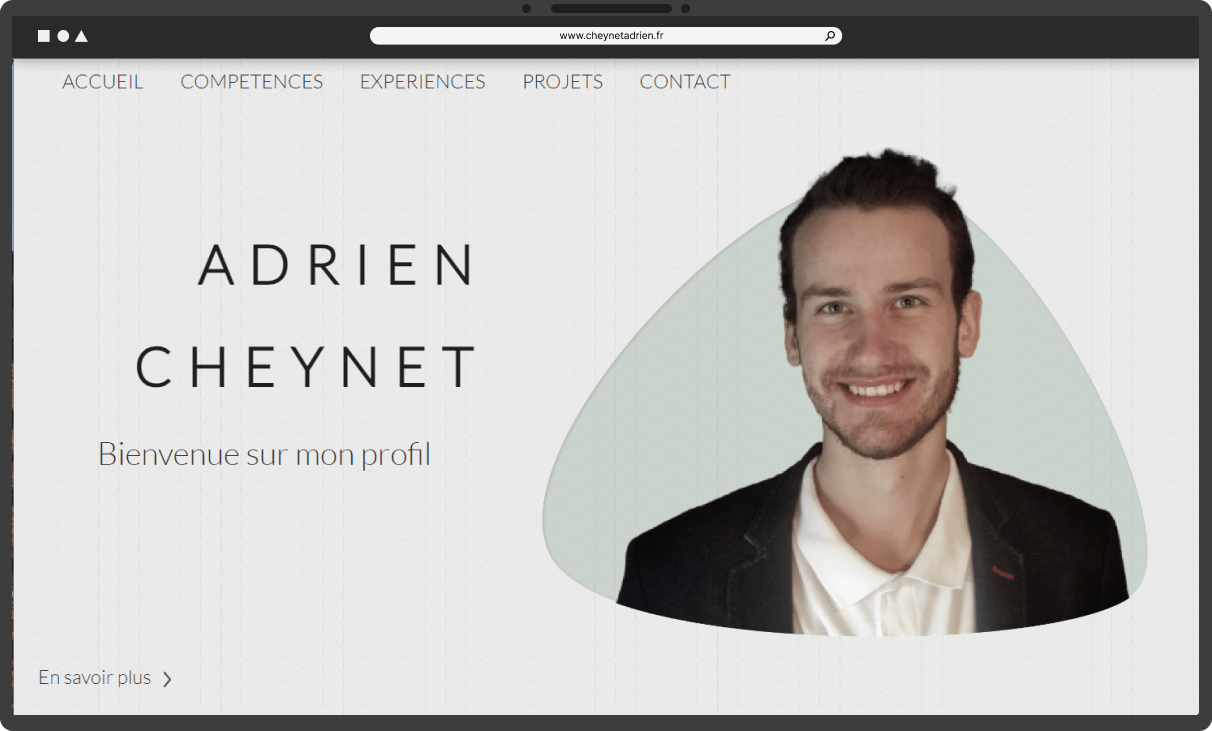 www.cheynetadrien.fr
ACCUEIL COMPETENCES EXPERIENCES PROJETS CONTACT
ADRIEN
CHEYNET
Bienvenue sur mon profil
En savoir plus